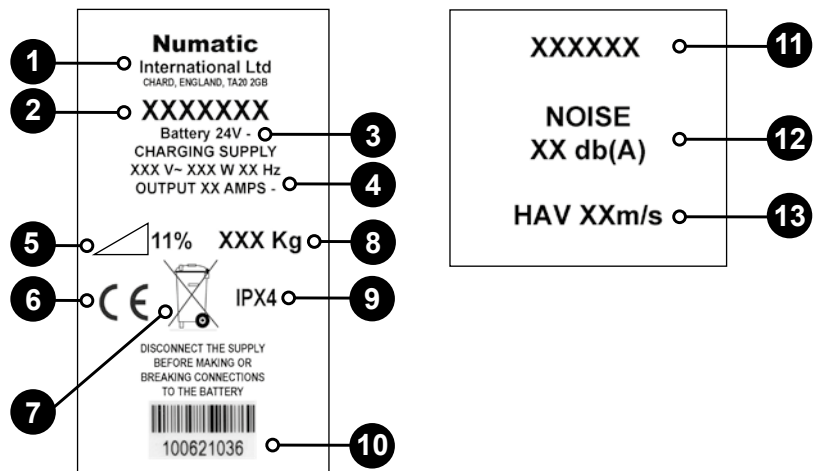 Numatic
International Ltd
CHARD, ENGLAND, TA20 2GB
XXXXXXX
Battery 24V -
CHARGING SUPPLY
XXX V~ XXX W XX Hz
OUTPUT XX AMPS -
11%
XXX Kg
CE
IPX4
DISCONNECT THE SUPPLY
BEFORE MAKING OR
BREAKING CONNECTIONS
TO THE BATTERY
100621036
1
2
3
4
5
6
7
8
9
10
XXXXXX
NOISE
XX db(A)
HAV XXm/s
11
12
13